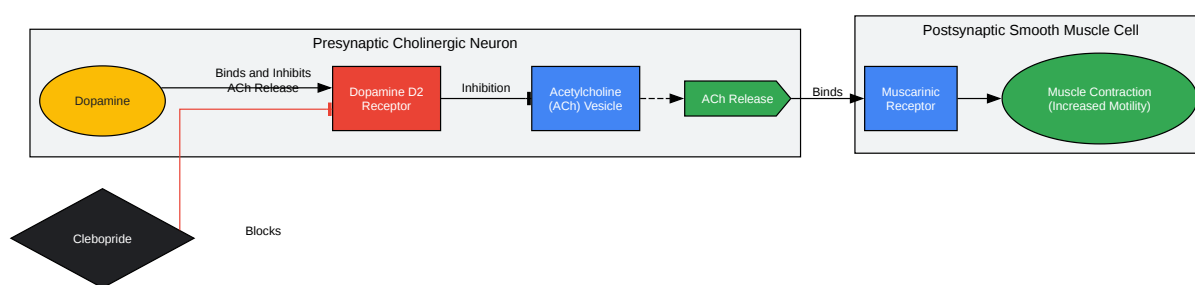 Presynaptic Cholinergic Neuron
Postsynaptic Smooth Muscle Cell
Dopamine
Binds and Inhibits
ACh Release
Dopamine D2
Receptor
Inhibition
Acetylcholine
(ACh) Vesicle
ACh Release
Binds
Muscarinic
Receptor
Muscle Contraction
(Increased Motility)
Clebopride
Blocks